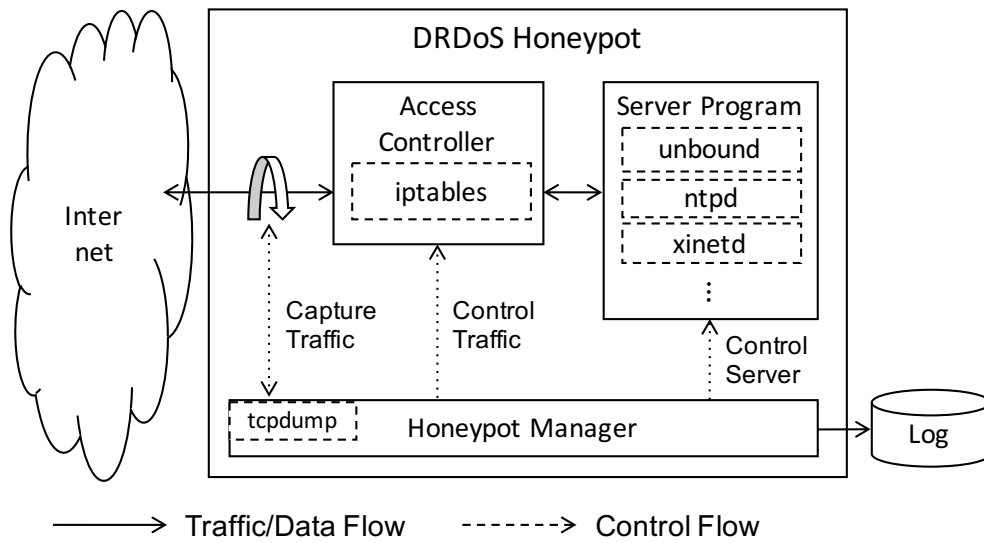 DRDoS Honeypot
Inter
net
Access
Controller
iptables
Server Program
unbound
ntpd
xinetd
...
Capture
Traffic
Control
Traffic
Control
Server
tcpdump
Honeypot Manager
Log
Traffic/Data Flow
Control Flow